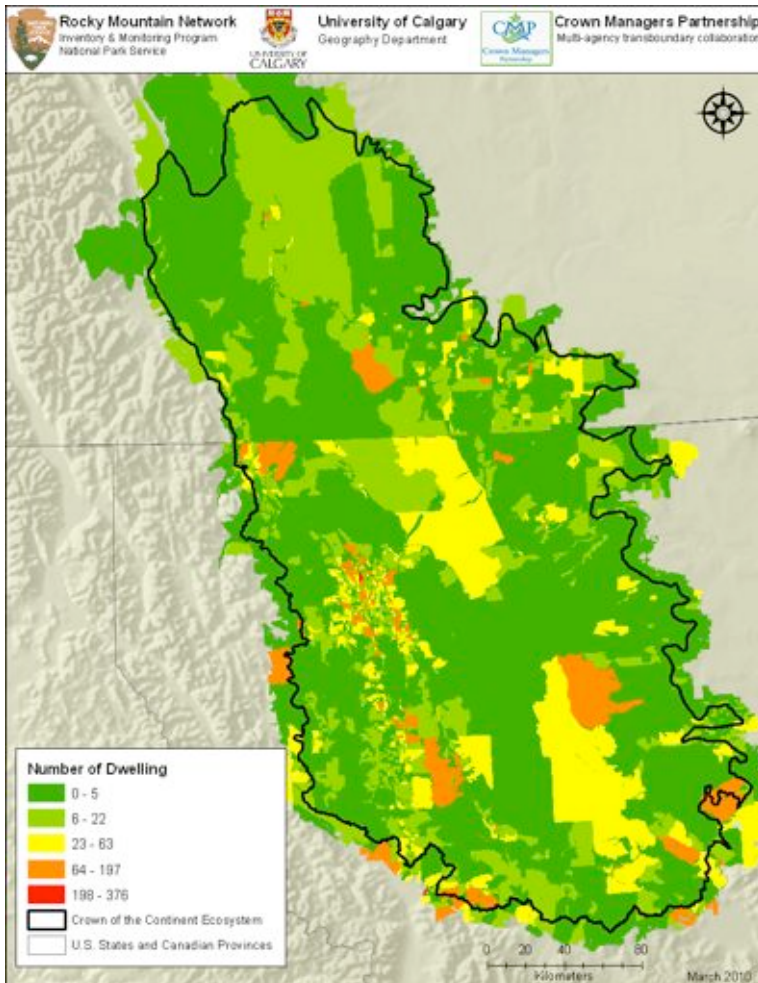 Rocky Mountain Network
Inventory & Monitoring Program
National Park Service
UNIVERSITY OF
CALGARY
University of Calgary
Geography Department
CMP
Crown Managers
Partnership
Crown Managers Partnership
Multi-agency transboundary collaboration
Number of Dwelling
0 - 5
6 - 22
23 - 63
64 - 197
198 - 376
Crown of the Continent Ecosystem
U.S. States and Canadian Provinces
0 20 40 60 80
Kilometers
March 2010